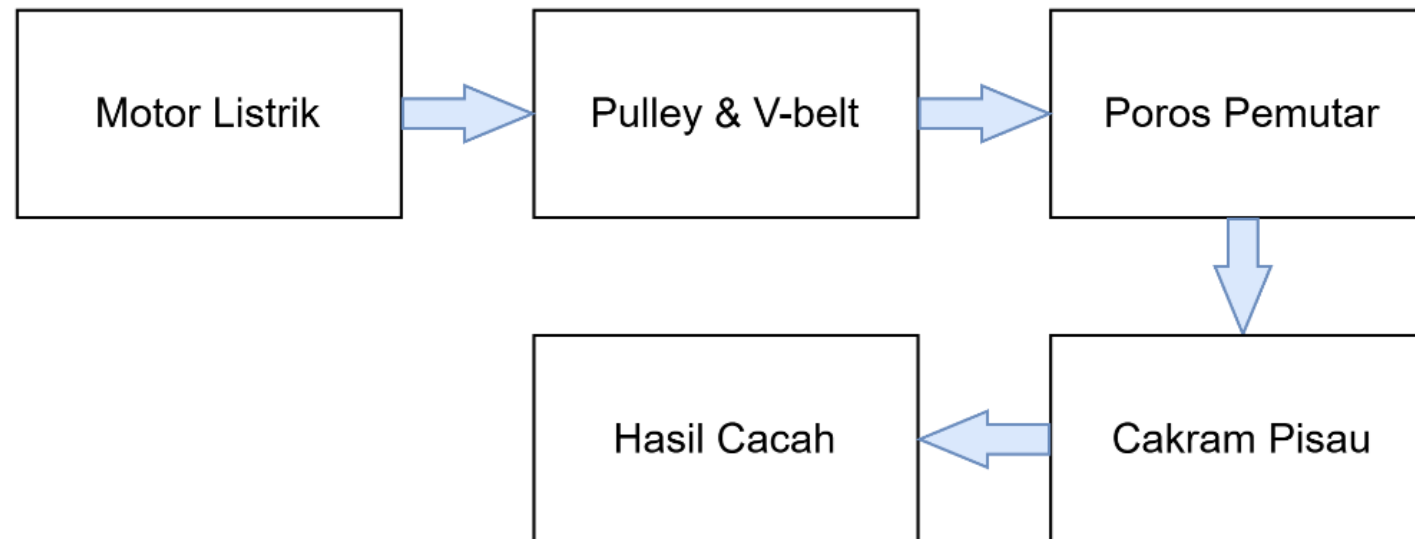 Motor Listrik
Pulley & V-belt
Poros Pemutar
Cakram Pisau
Hasil Cacah